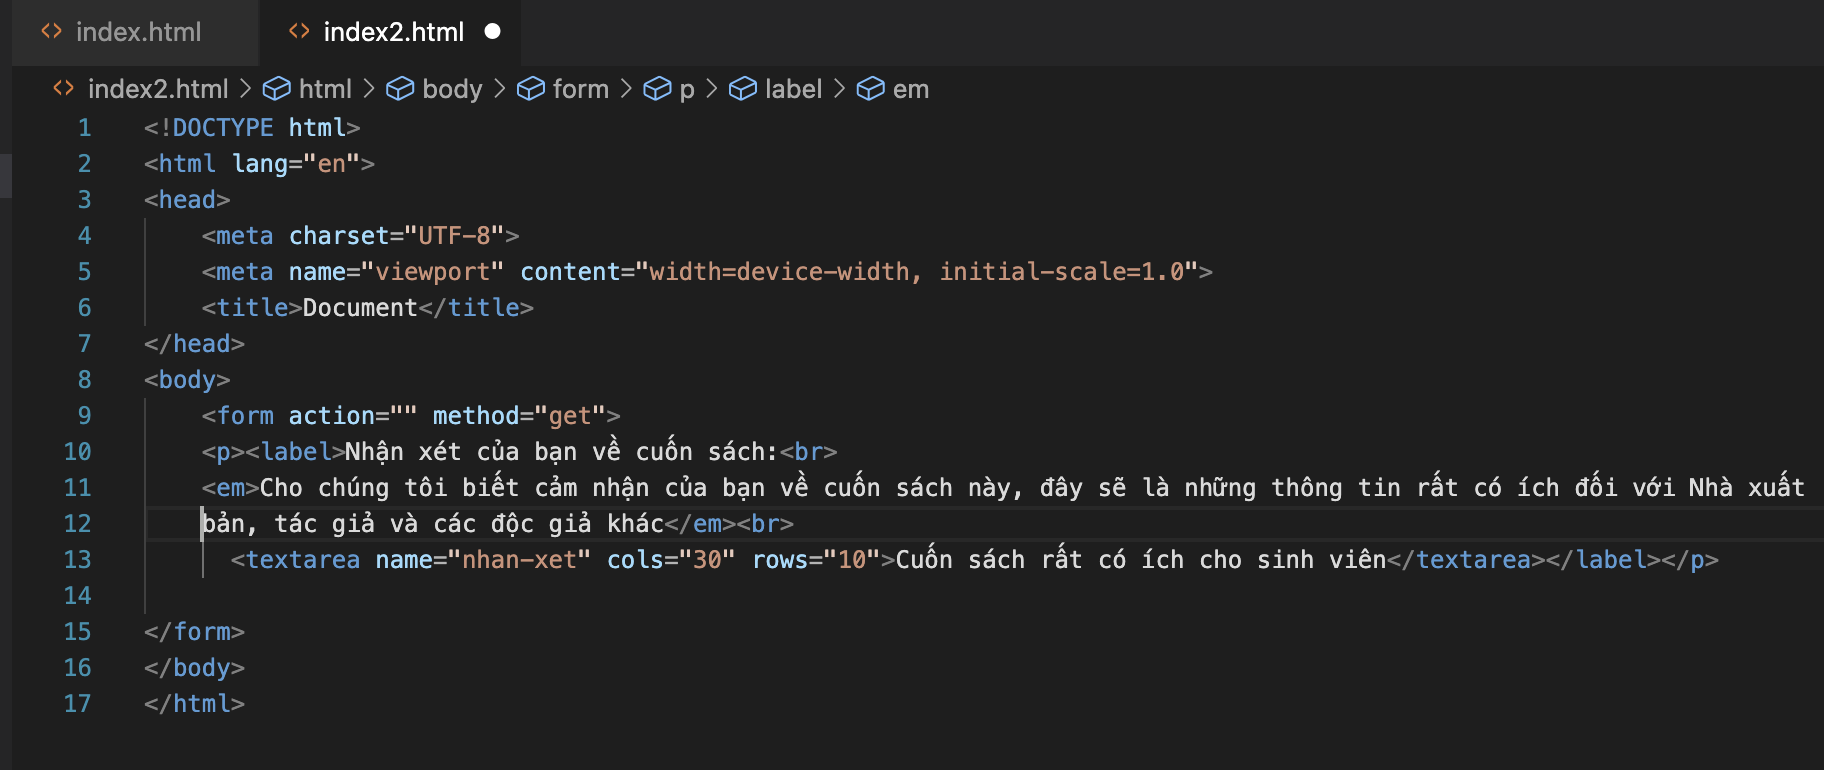 index.html index2.html
index2.html > html > body > form > p > label > em
1 <!DOCTYPE html>
2 <html lang="en">
3 <head>
4 <meta charset="UTF-8">
5 <meta name="viewport" content="width=device-width, initial-scale=1.0">
6 <title>Document</title>
7 </head>
8 <body>
9 <form action="" method="get">
10 <p><label>Nhận xét của bạn về cuốn sách:<br>
11 <em>Cho chúng tôi biết cảm nhận của bạn về cuốn sách này, đây sẽ là những thông tin rất có ích đối với Nhà xuất
12 bản, tác giả và các độc giả khác</em><br>
13 <textarea name="nhan-xet" cols="30" rows="10">Cuốn sách rất có ích cho sinh viên</textarea></label></p>
14
15 </form>
16 </body>
17 </html>